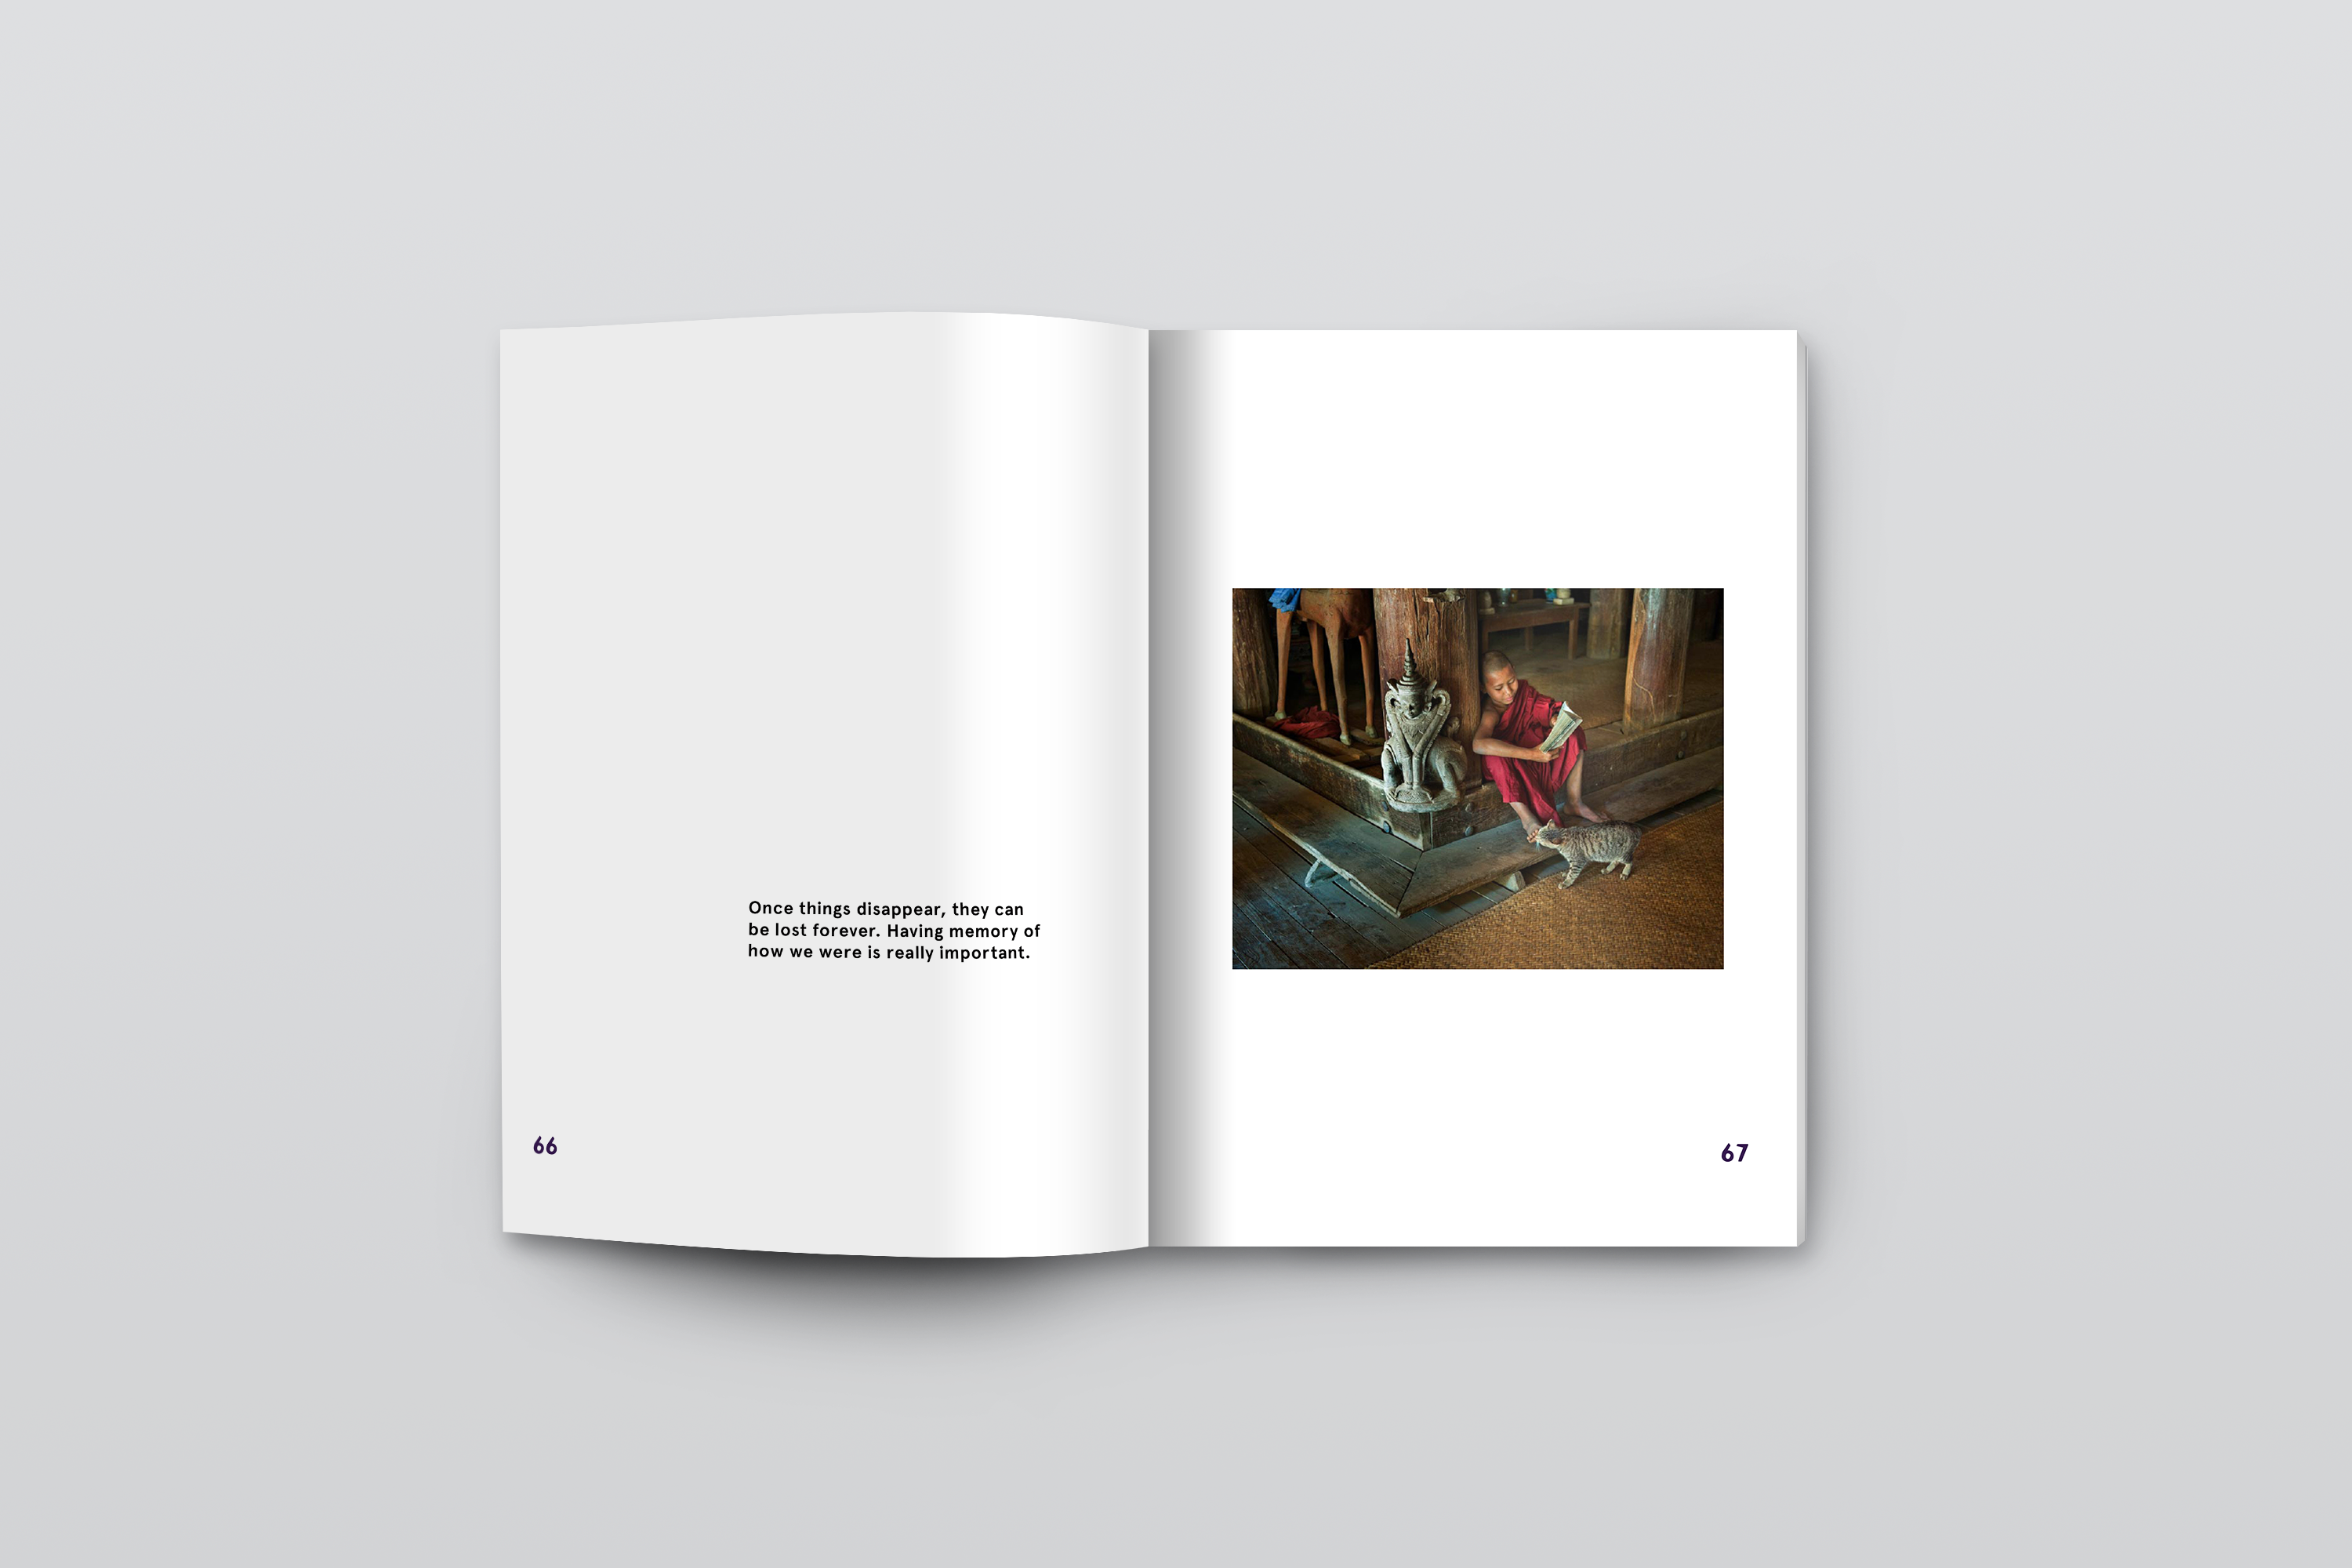 Once things disappear, they can
be lost forever. Having memory of
how we were is really important.
66
67